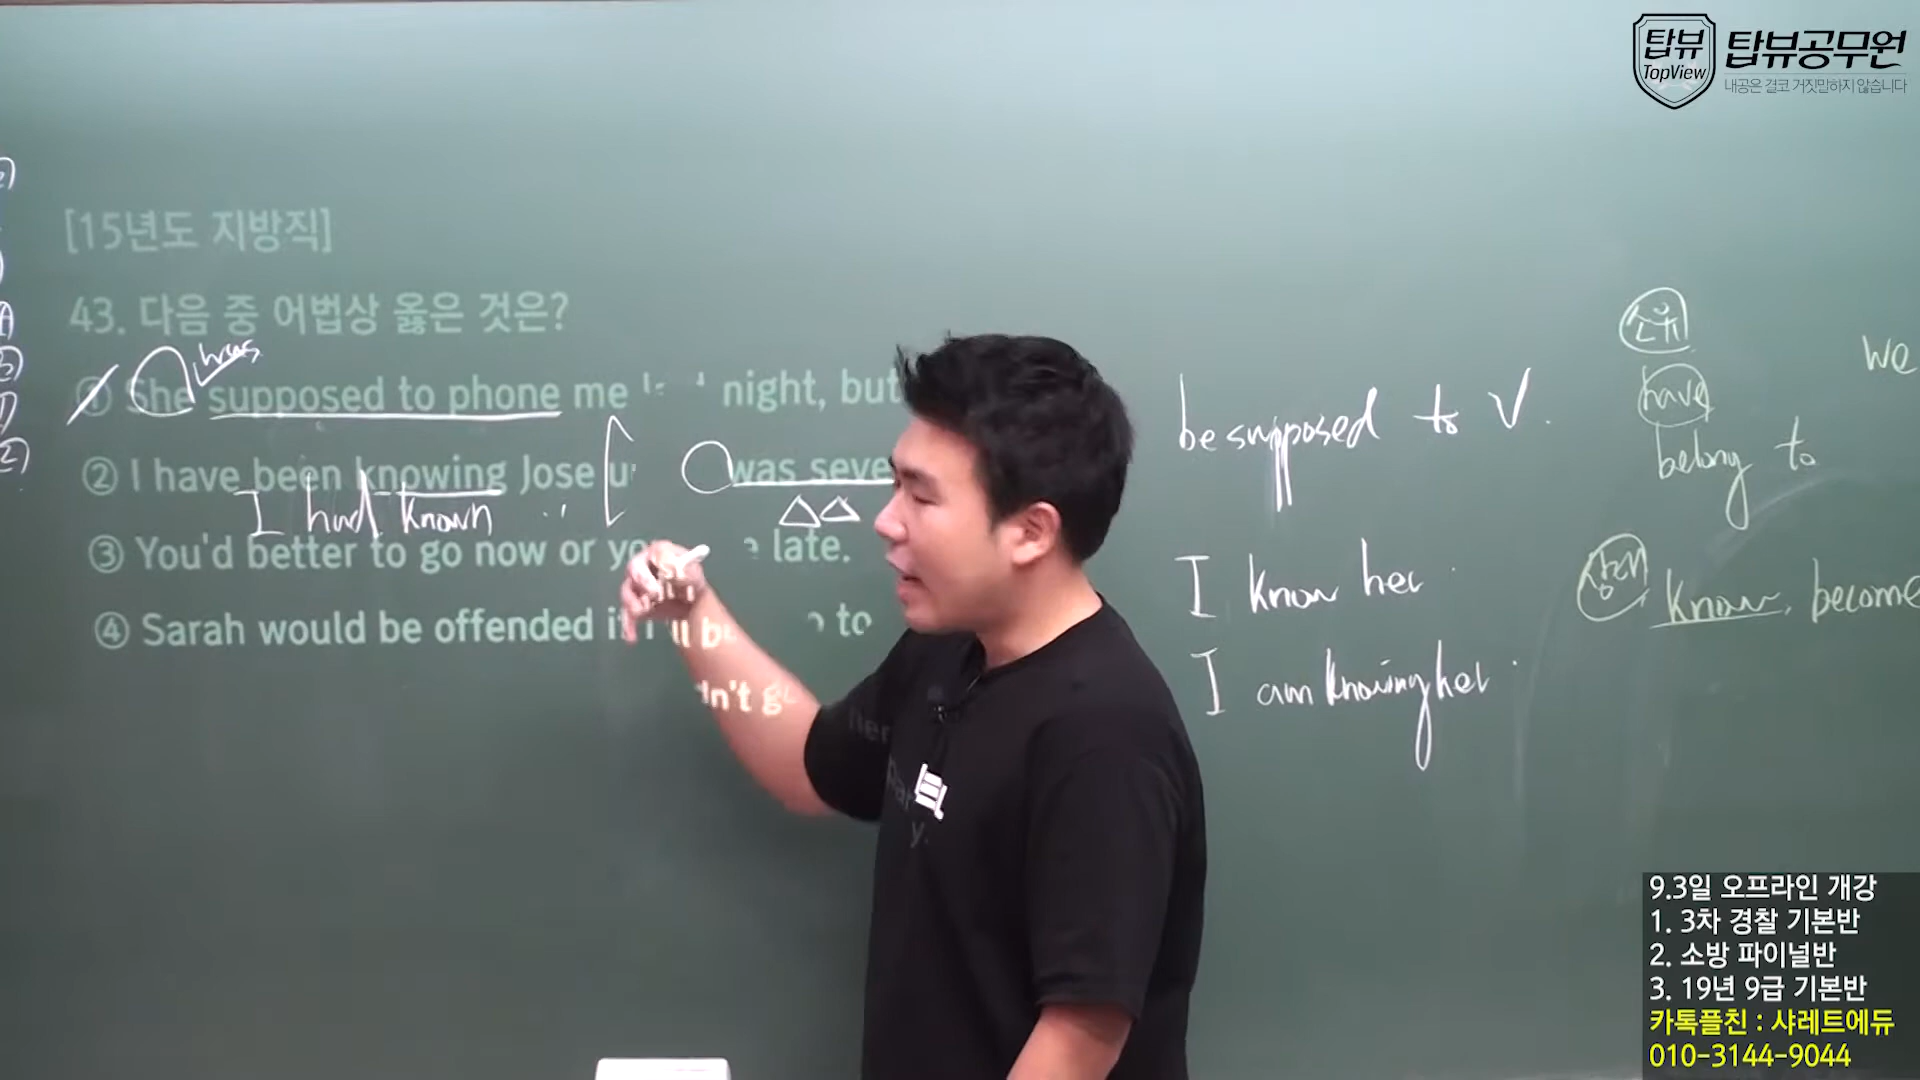 탑뷰
TopView
탑뷰공무원
내공은 결코 거짓말하지 않습니다
[15년도 지방직]
43. 다음 중 어법상 옳은 것은?
was
① She supposed to phone me night, but
② I have been knowing Jose was seve
I had known ..
③ You'd better to go now or late.
④ Sarah would be offended to
be supposed to V.
I know her.
I am knowing her.
소유
have
belong to
we
상태
know, become
9.3일 오프라인 개강
1. 3차 경찰 기본반
2. 소방 파이널반
3. 19년 9급 기본반
카톡플친 : 샤레트에듀
010-3144-9044